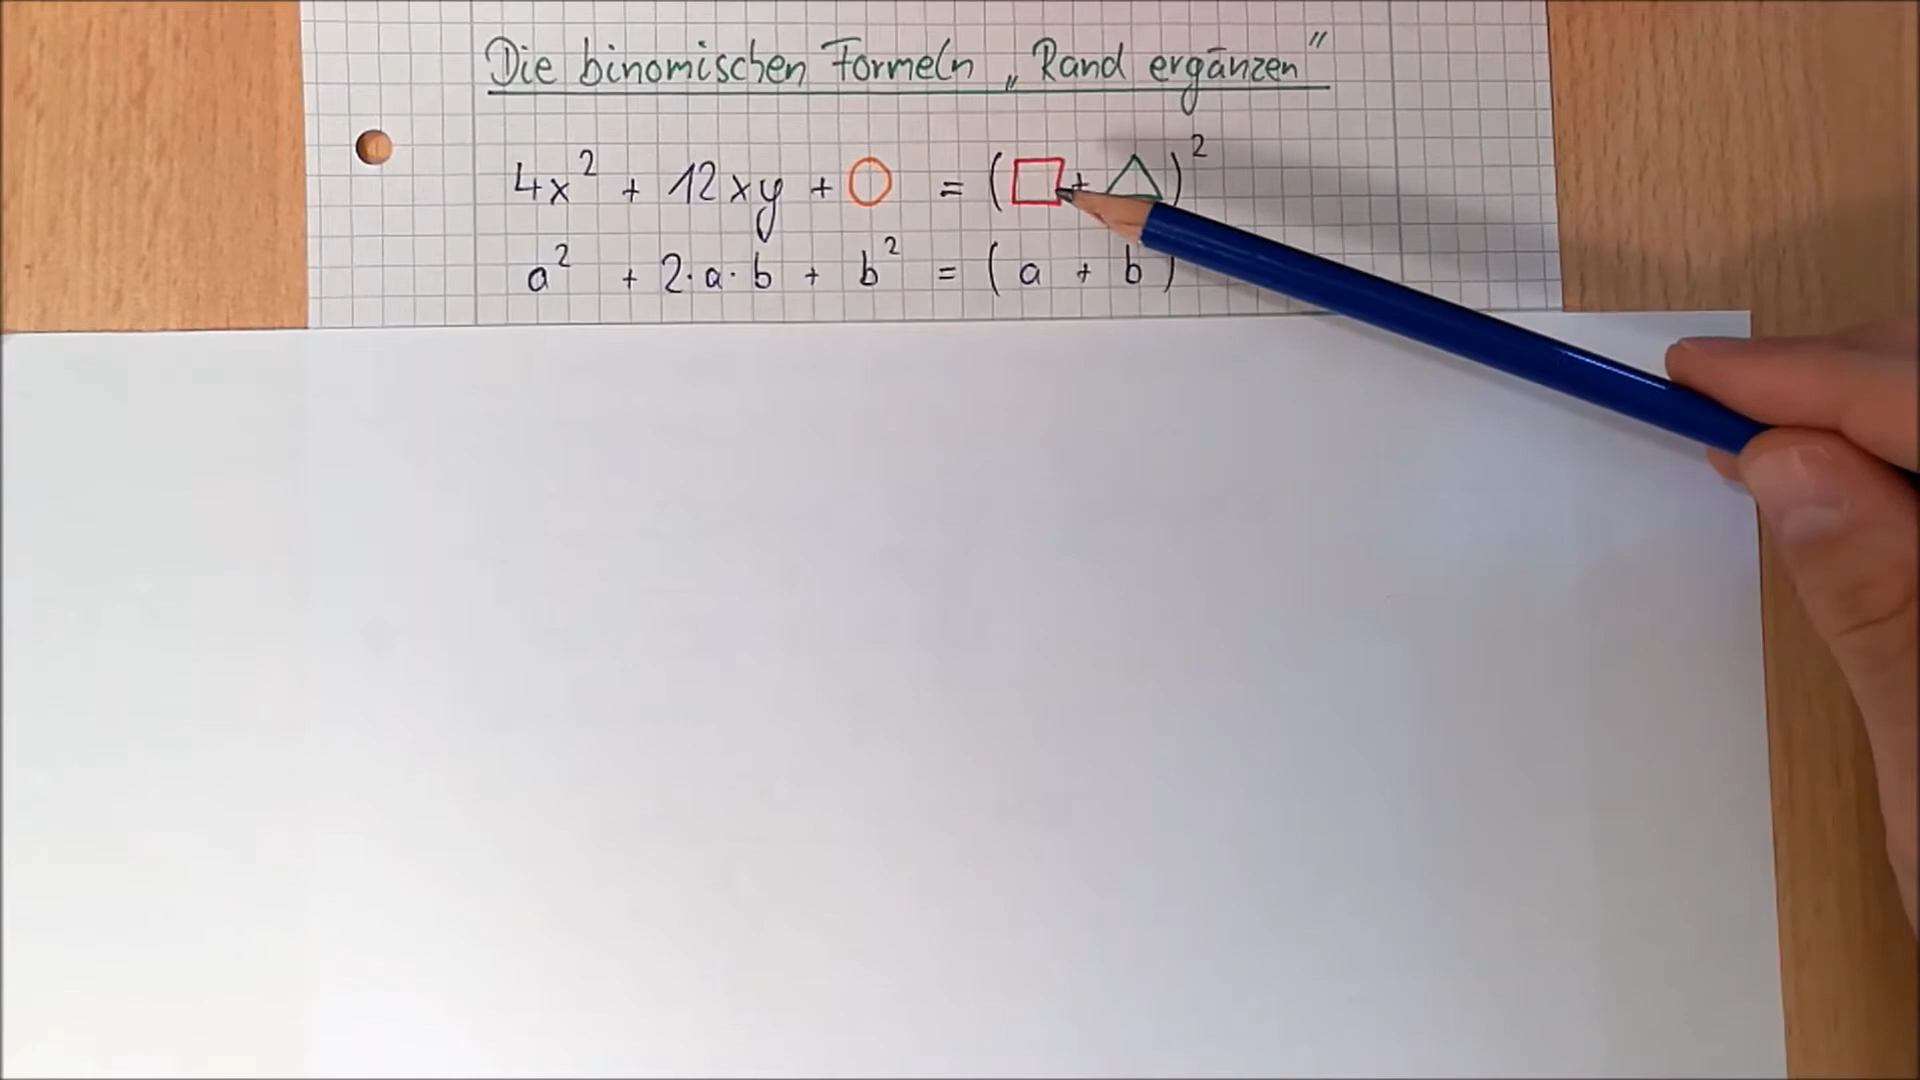 Die binomischen Formeln „Rand ergänzen“
4x² + 12xy + ○ = (□ + △)²
a² + 2·a·b + b² = (a + b)